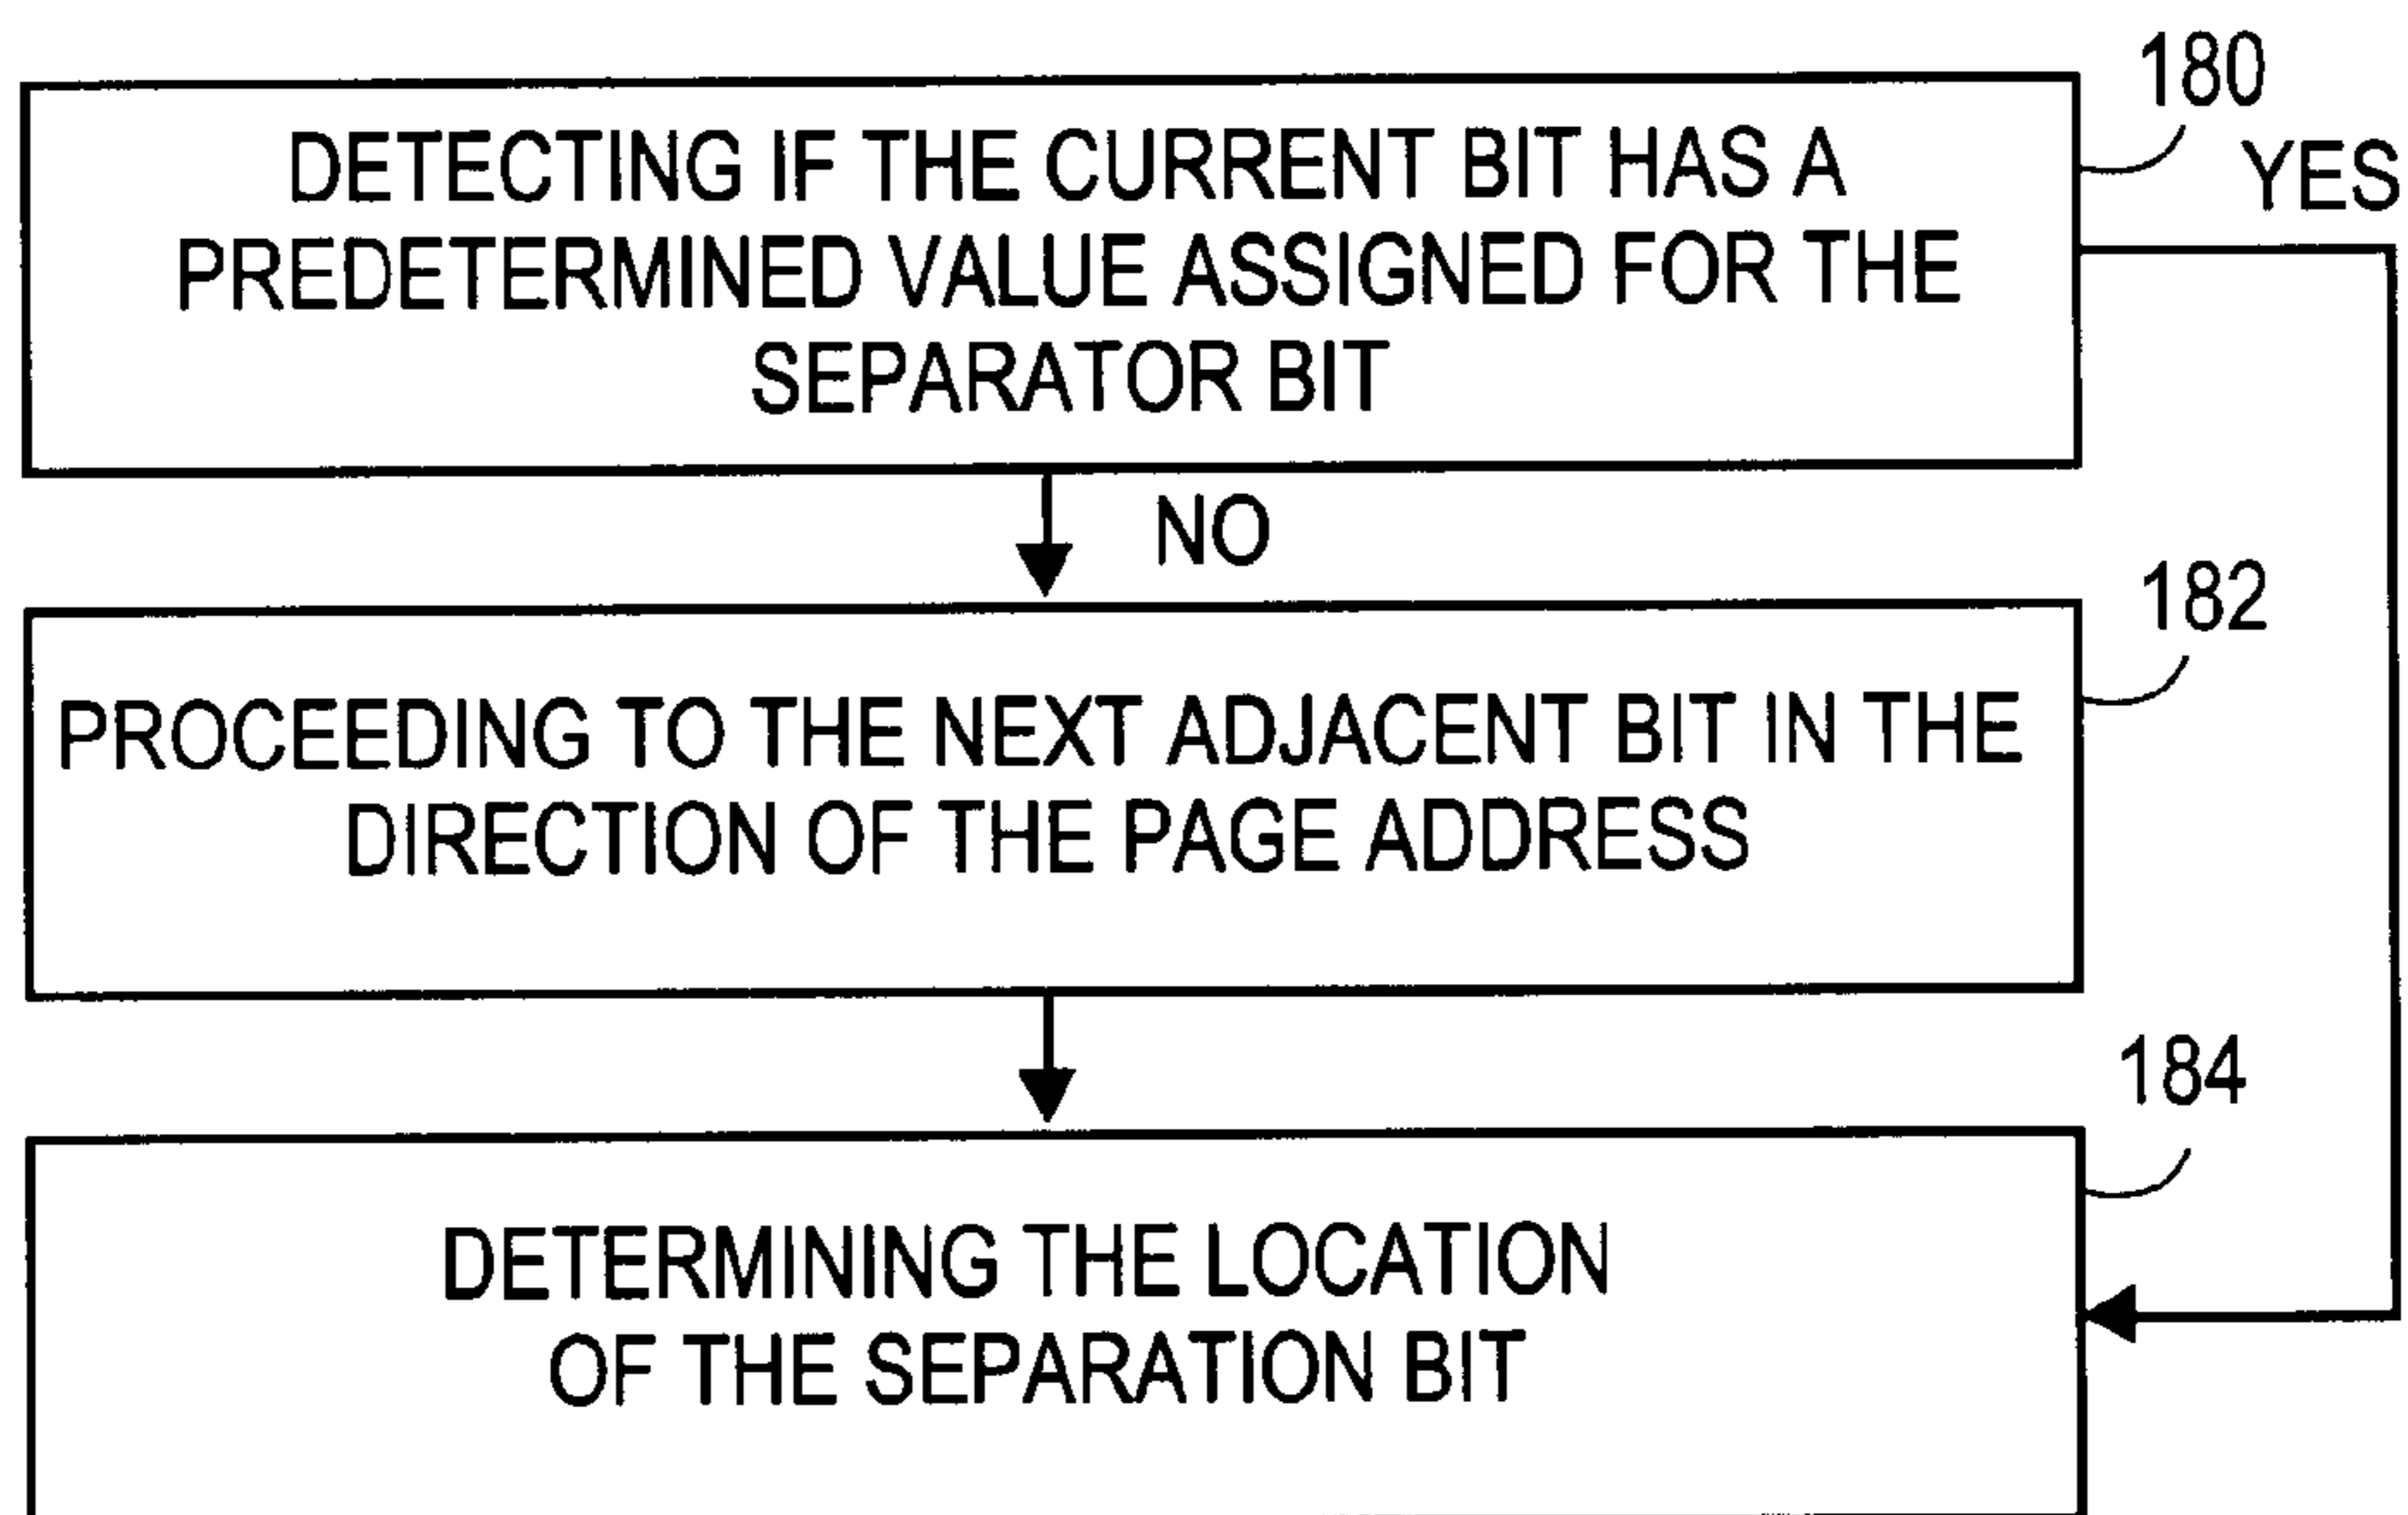 180
DETECTING IF THE CURRENT BIT HAS A
YES
PREDETERMINED VALUE ASSIGNED FOR THE
SEPARATOR BIT
NO
182
PROCEEDING TO THE NEXT ADJACENT BIT IN THE
DIRECTION OF THE PAGE ADDRESS
184
DETERMINING THE LOCATION
OF THE SEPARATION BIT